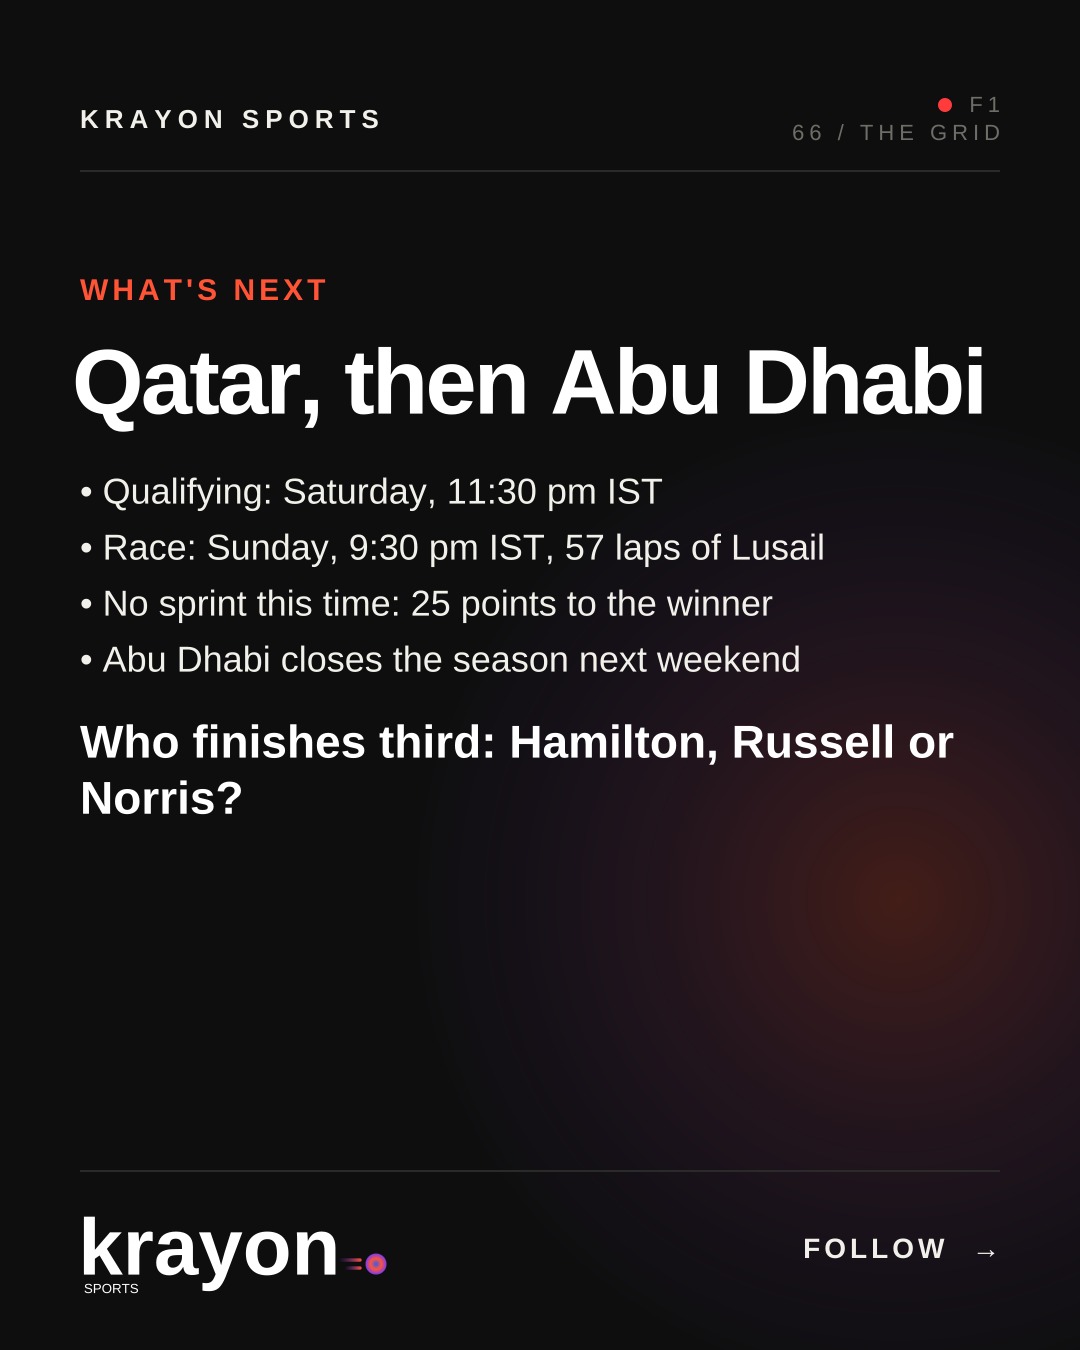 KRAYON SPORTS
F1
66 / THE GRID
WHAT'S NEXT
Qatar, then Abu Dhabi
• Qualifying: Saturday, 11:30 pm IST
• Race: Sunday, 9:30 pm IST, 57 laps of Lusail
• No sprint this time: 25 points to the winner
• Abu Dhabi closes the season next weekend
Who finishes third: Hamilton, Russell or
Norris?
krayon
SPORTS
FOLLOW →